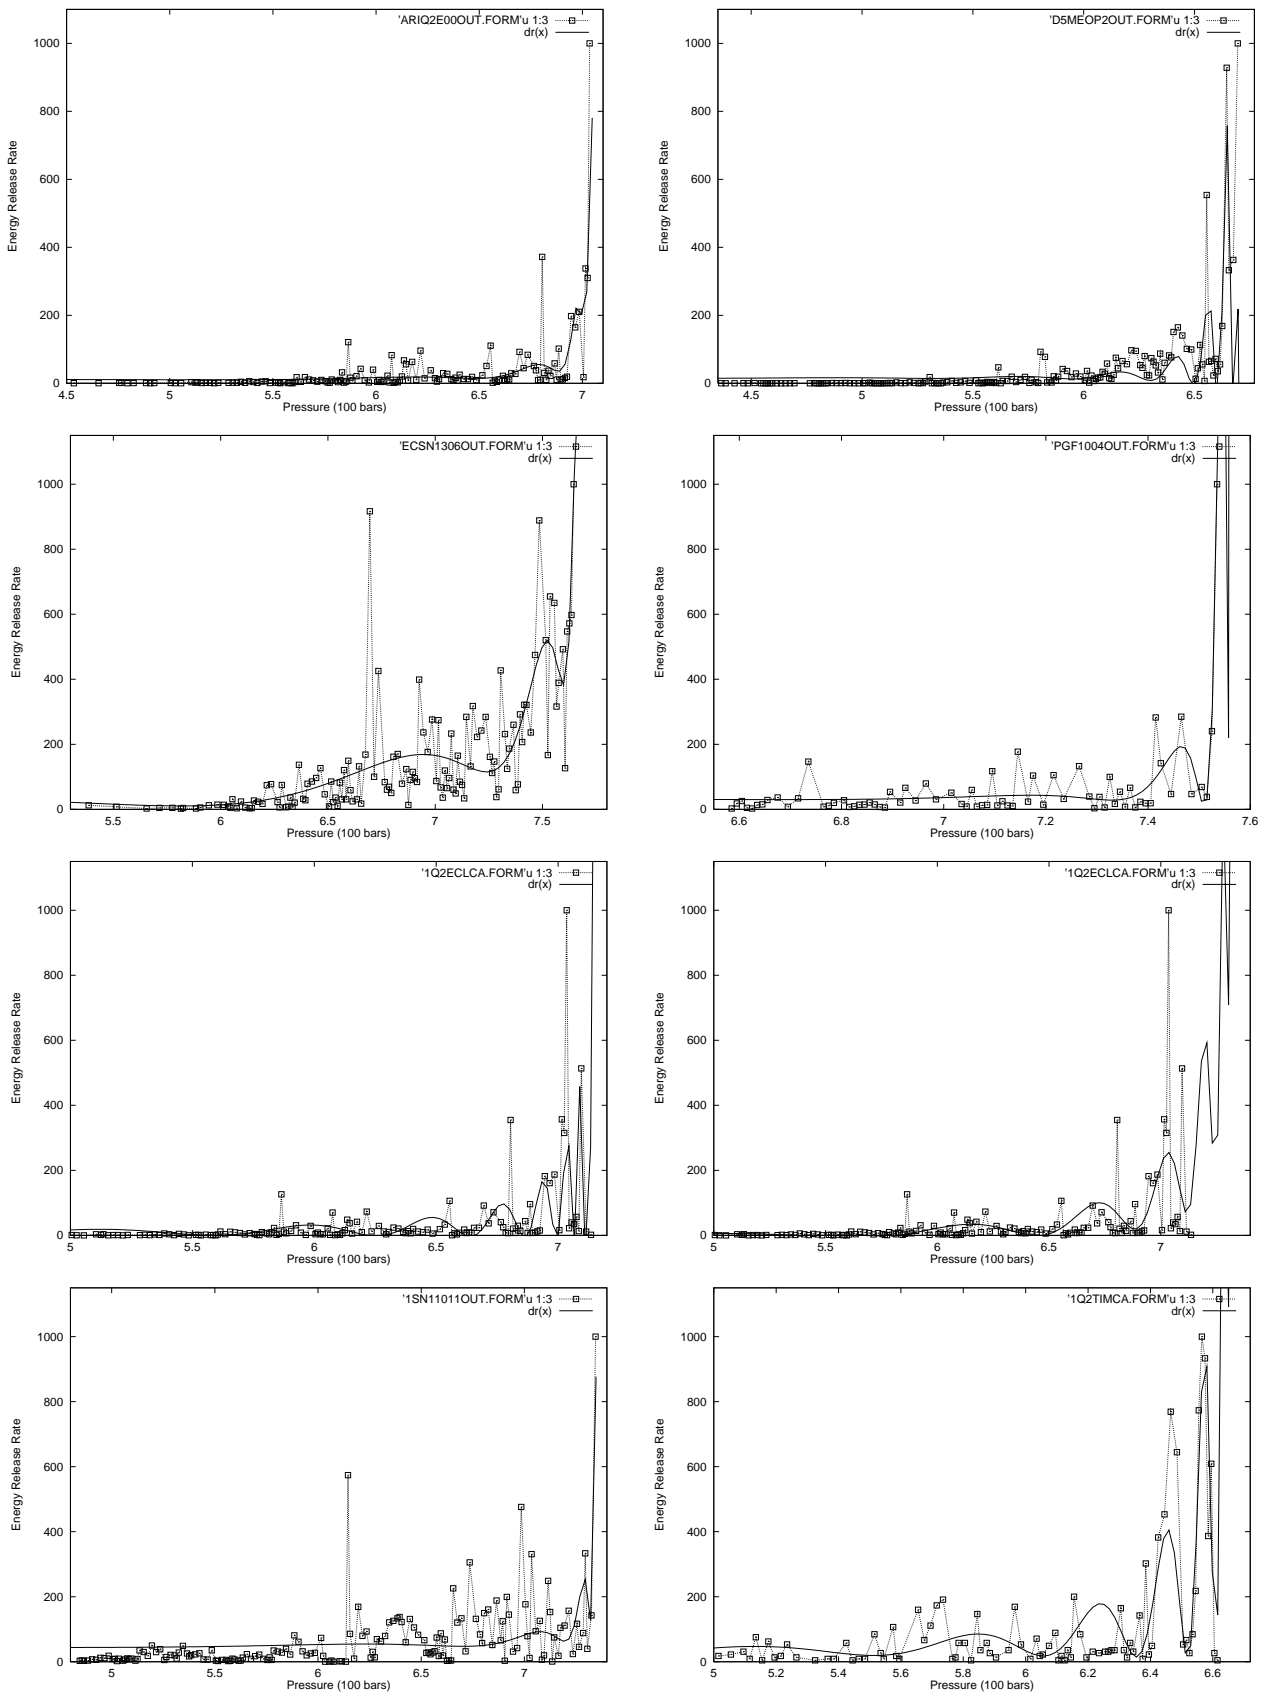 'ARIQ2E00OUT.FORM'u 1:3
dr(x)
1000
800
600
400
200
0
4.5 5 5.5 6 6.5 7
Energy Release Rate
Pressure (100 bars)
'D5MEOP2OUT.FORM'u 1:3
dr(x)
1000
800
600
400
200
0
4.5 5 5.5 6 6.5
Energy Release Rate
Pressure (100 bars)
'ECSN1306OUT.FORM'u 1:3
dr(x)
1000
800
600
400
200
0
5.5 6 6.5 7 7.5
Energy Release Rate
Pressure (100 bars)
'PGF1004OUT.FORM'u 1:3
dr(x)
1000
800
600
400
200
0
6.6 6.8 7 7.2 7.4 7.6
Energy Release Rate
Pressure (100 bars)
'1Q2ECLCA.FORM'u 1:3
dr(x)
1000
800
600
400
200
0
5 5.5 6 6.5 7
Energy Release Rate
Pressure (100 bars)
'1Q2ECLCA.FORM'u 1:3
dr(x)
1000
800
600
400
200
0
5 5.5 6 6.5 7
Energy Release Rate
Pressure (100 bars)
'1SN11011OUT.FORM'u 1:3
dr(x)
1000
800
600
400
200
0
5 5.5 6 6.5 7
Energy Release Rate
Pressure (100 bars)
'1Q2TIMCA.FORM'u 1:3
dr(x)
1000
800
600
400
200
0
5 5.2 5.4 5.6 5.8 6 6.2 6.4 6.6
Energy Release Rate
Pressure (100 bars)